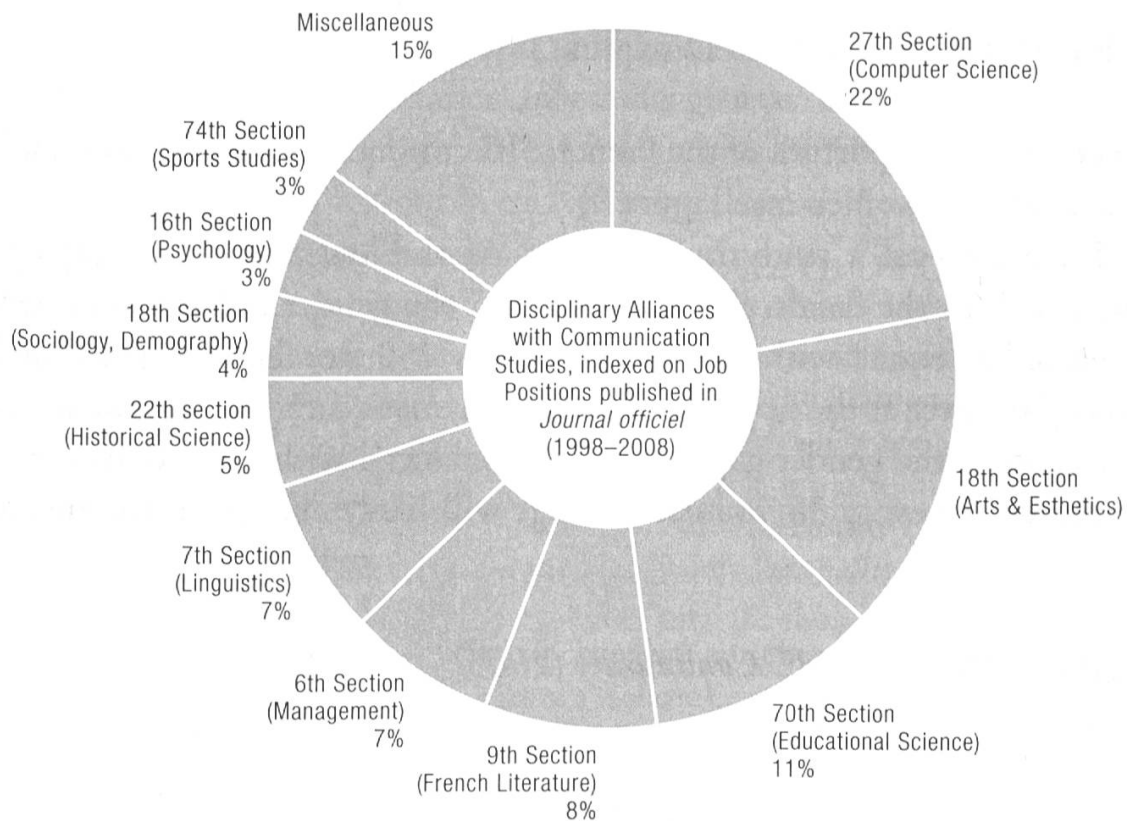 Miscellaneous
15%
27th Section
(Computer Science)
22%
18th Section
(Arts & Esthetics)
70th Section
(Educational Science)
11%
9th Section
(French Literature)
8%
6th Section
(Management)
7%
7th Section
(Linguistics)
7%
22th section
(Historical Science)
5%
18th Section
(Sociology, Demography)
4%
16th Section
(Psychology)
3%
74th Section
(Sports Studies)
3%
Disciplinary Alliances
with Communication
Studies, indexed on Job
Positions published in
Journal officiel
(1998–2008)